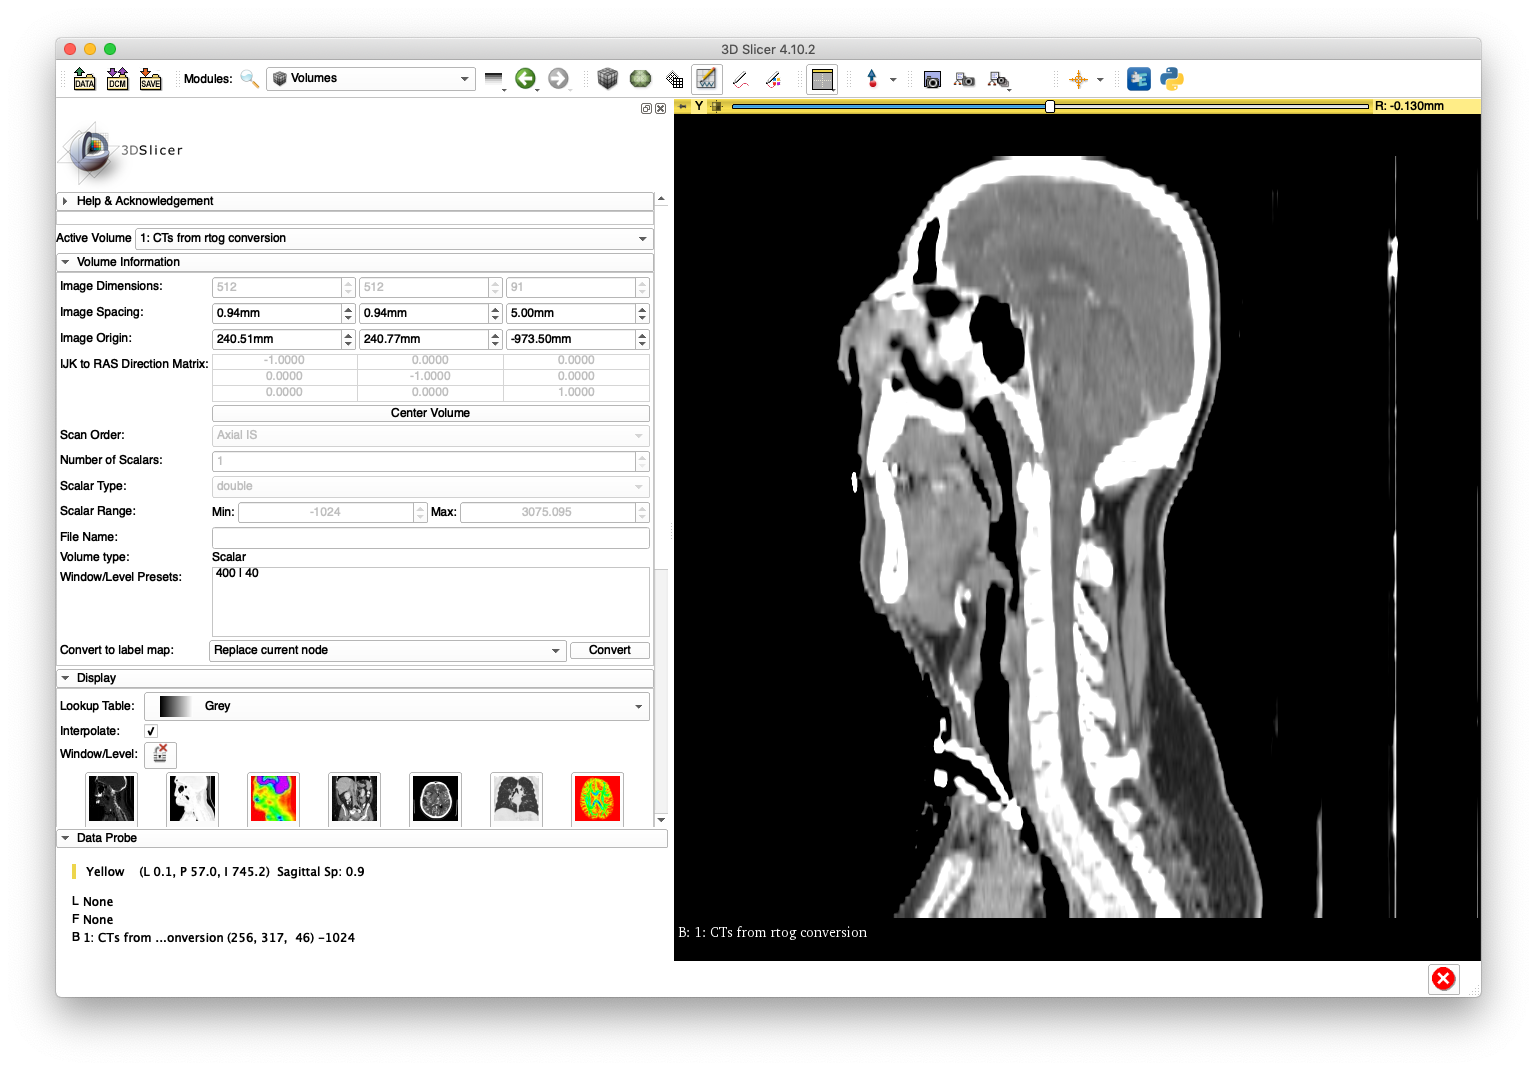 3D Slicer 4.10.2
DATA DCM SAVE Modules: Volumes
Y R: -0.130mm
3DSlicer
Help & Acknowledgement
Active Volume 1: CTs from rtog conversion
Volume Information
Image Dimensions: 512 512 91
Image Spacing: 0.94mm 0.94mm 5.00mm
Image Origin: 240.51mm 240.77mm -973.50mm
IJK to RAS Direction Matrix: -1.0000 0.0000 0.0000
0.0000 -1.0000 0.0000
0.0000 0.0000 1.0000
Center Volume
Scan Order: Axial IS
Number of Scalars: 1
Scalar Type: double
Scalar Range: Min: -1024 Max: 3075.095
File Name:
Volume type: Scalar
Window/Level Presets: 400 | 40
Convert to label map: Replace current node Convert
Display
Lookup Table: Grey
Interpolate:
Window/Level:
Data Probe
Yellow (L 0.1, P 57.0, I 745.2) Sagittal Sp: 0.9
L None
F None
B 1: CTs from ...onversion (256, 317, 46) -1024
B: 1: CTs from rtog conversion